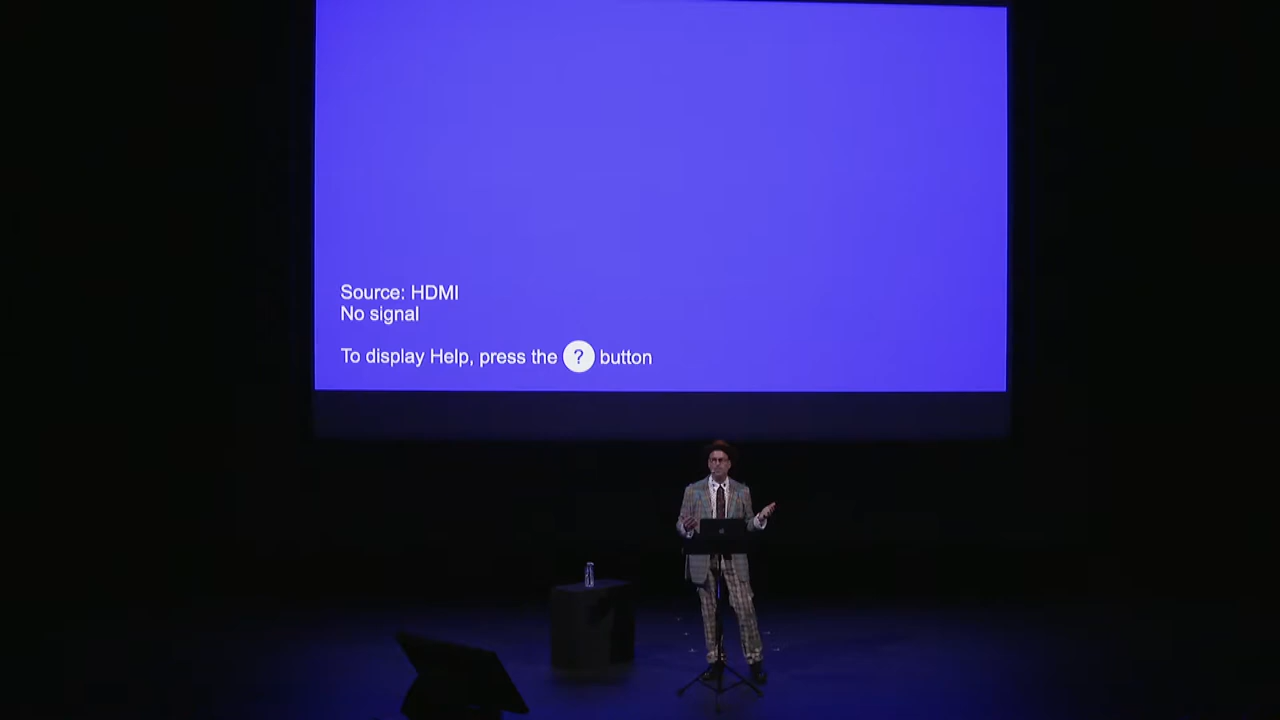 Source: HDMI
No signal
To display Help, press the ? button